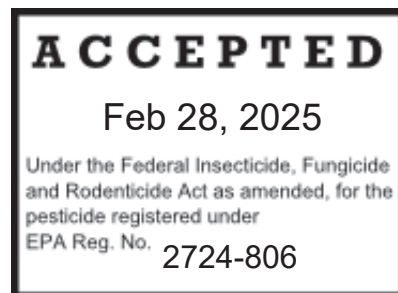 ACCEPTED
Feb 28, 2025
Under the Federal Insecticide, Fungicide
and Rodenticide Act as amended, for the
pesticide registered under
EPA Reg. No. 2724-806